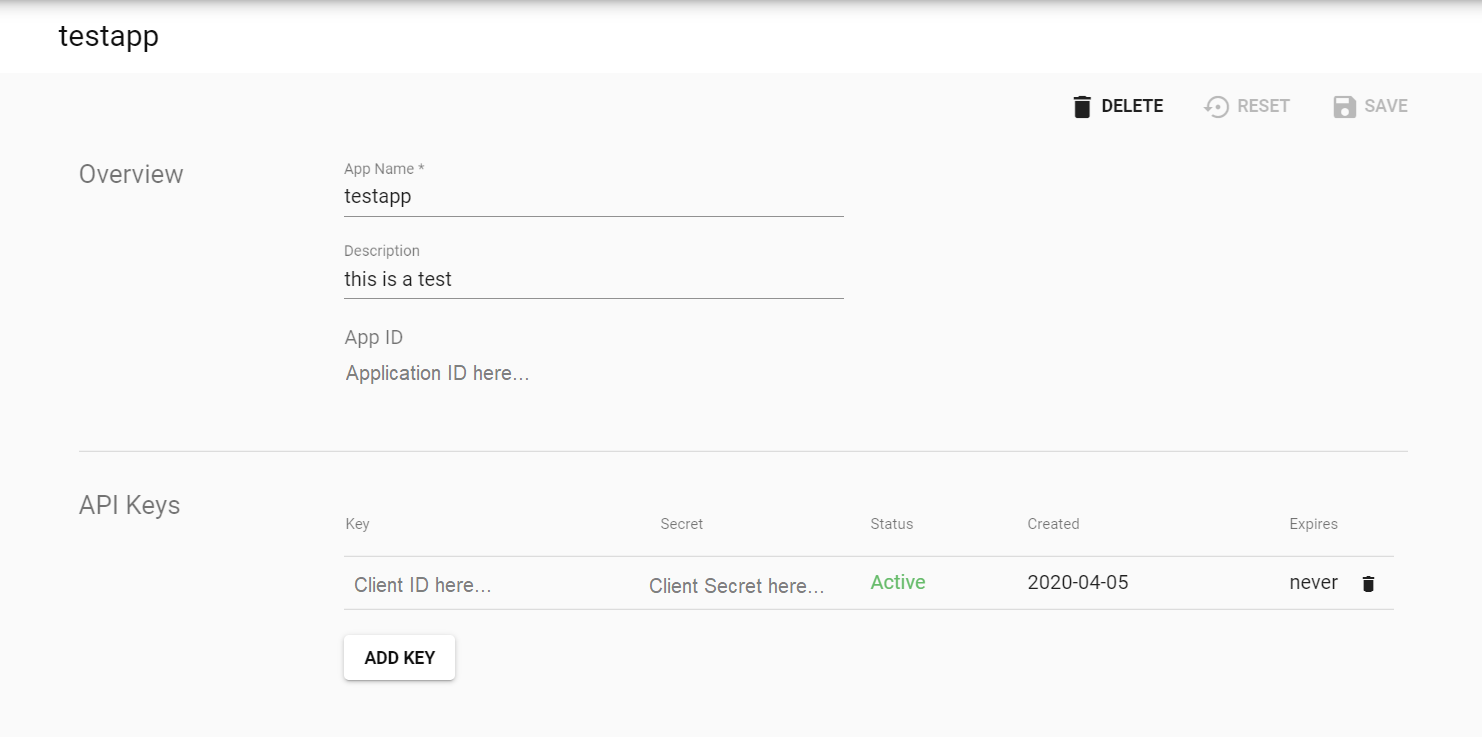 testapp
DELETE RESET SAVE
Overview
App Name *
testapp
Description
this is a test
App ID
Application ID here...
API Keys
Key Secret Status Created Expires
Client ID here... Client Secret here... Active 2020-04-05 never
ADD KEY